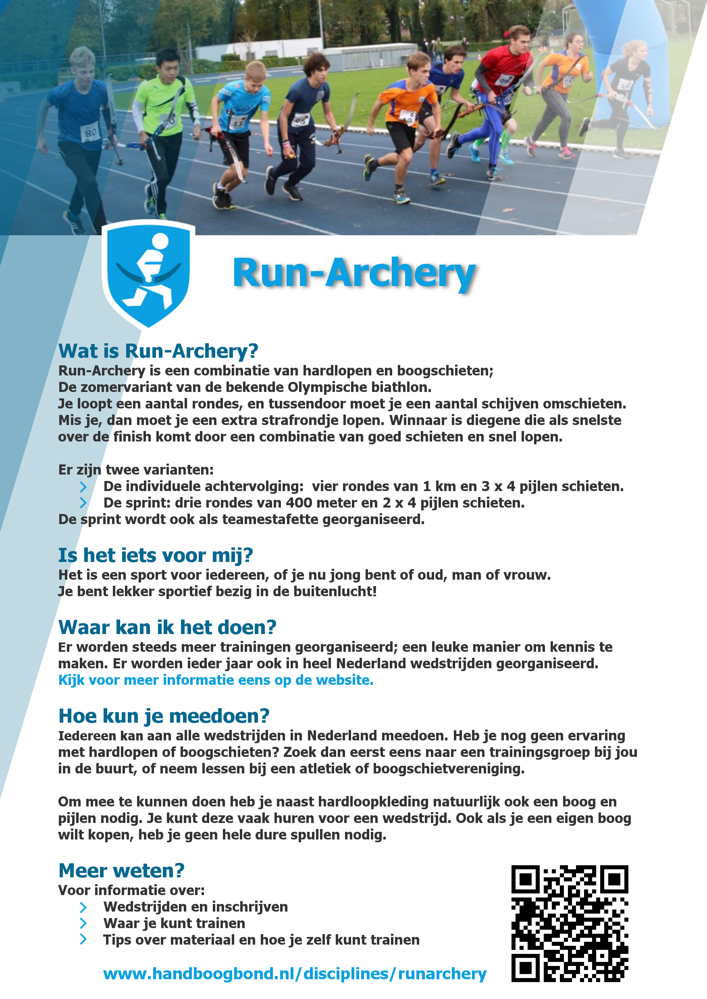 80
20
11
05
12
09
04
14
Run-Archery
Wat is Run-Archery?
Run-Archery is een combinatie van hardlopen en boogschieten;
De zomervariant van de bekende Olympische biathlon.
Je loopt een aantal rondes, en tussendoor moet je een aantal schijven omschieten.
Mis je, dan moet je een extra strafrondje lopen. Winnaar is diegene die als snelste
over de finish komt door een combinatie van goed schieten en snel lopen.
Er zijn twee varianten:
De individuele achtervolging:  vier rondes van 1 km en 3 x 4 pijlen schieten.
De sprint: drie rondes van 400 meter en 2 x 4 pijlen schieten.
De sprint wordt ook als teamestafette georganiseerd.
Is het iets voor mij?
Het is een sport voor iedereen, of je nu jong bent of oud, man of vrouw.
Je bent lekker sportief bezig in de buitenlucht!
Waar kan ik het doen?
Er worden steeds meer trainingen georganiseerd; een leuke manier om kennis te
maken. Er worden ieder jaar ook in heel Nederland wedstrijden georganiseerd.
Kijk voor meer informatie eens op de website.
Hoe kun je meedoen?
Iedereen kan aan alle wedstrijden in Nederland meedoen. Heb je nog geen ervaring
met hardlopen of boogschieten? Zoek dan eerst eens naar een trainingsgroep bij jou
in de buurt, of neem lessen bij een atletiek of boogschietvereniging.
Om mee te kunnen doen heb je naast hardloopkleding natuurlijk ook een boog en
pijlen nodig. Je kunt deze vaak huren voor een wedstrijd. Ook als je een eigen boog
wilt kopen, heb je geen hele dure spullen nodig.
Meer weten?
Voor informatie over:
Wedstrijden en inschrijven
Waar je kunt trainen
Tips over materiaal en hoe je zelf kunt trainen
www.handboogbond.nl/disciplines/runarchery